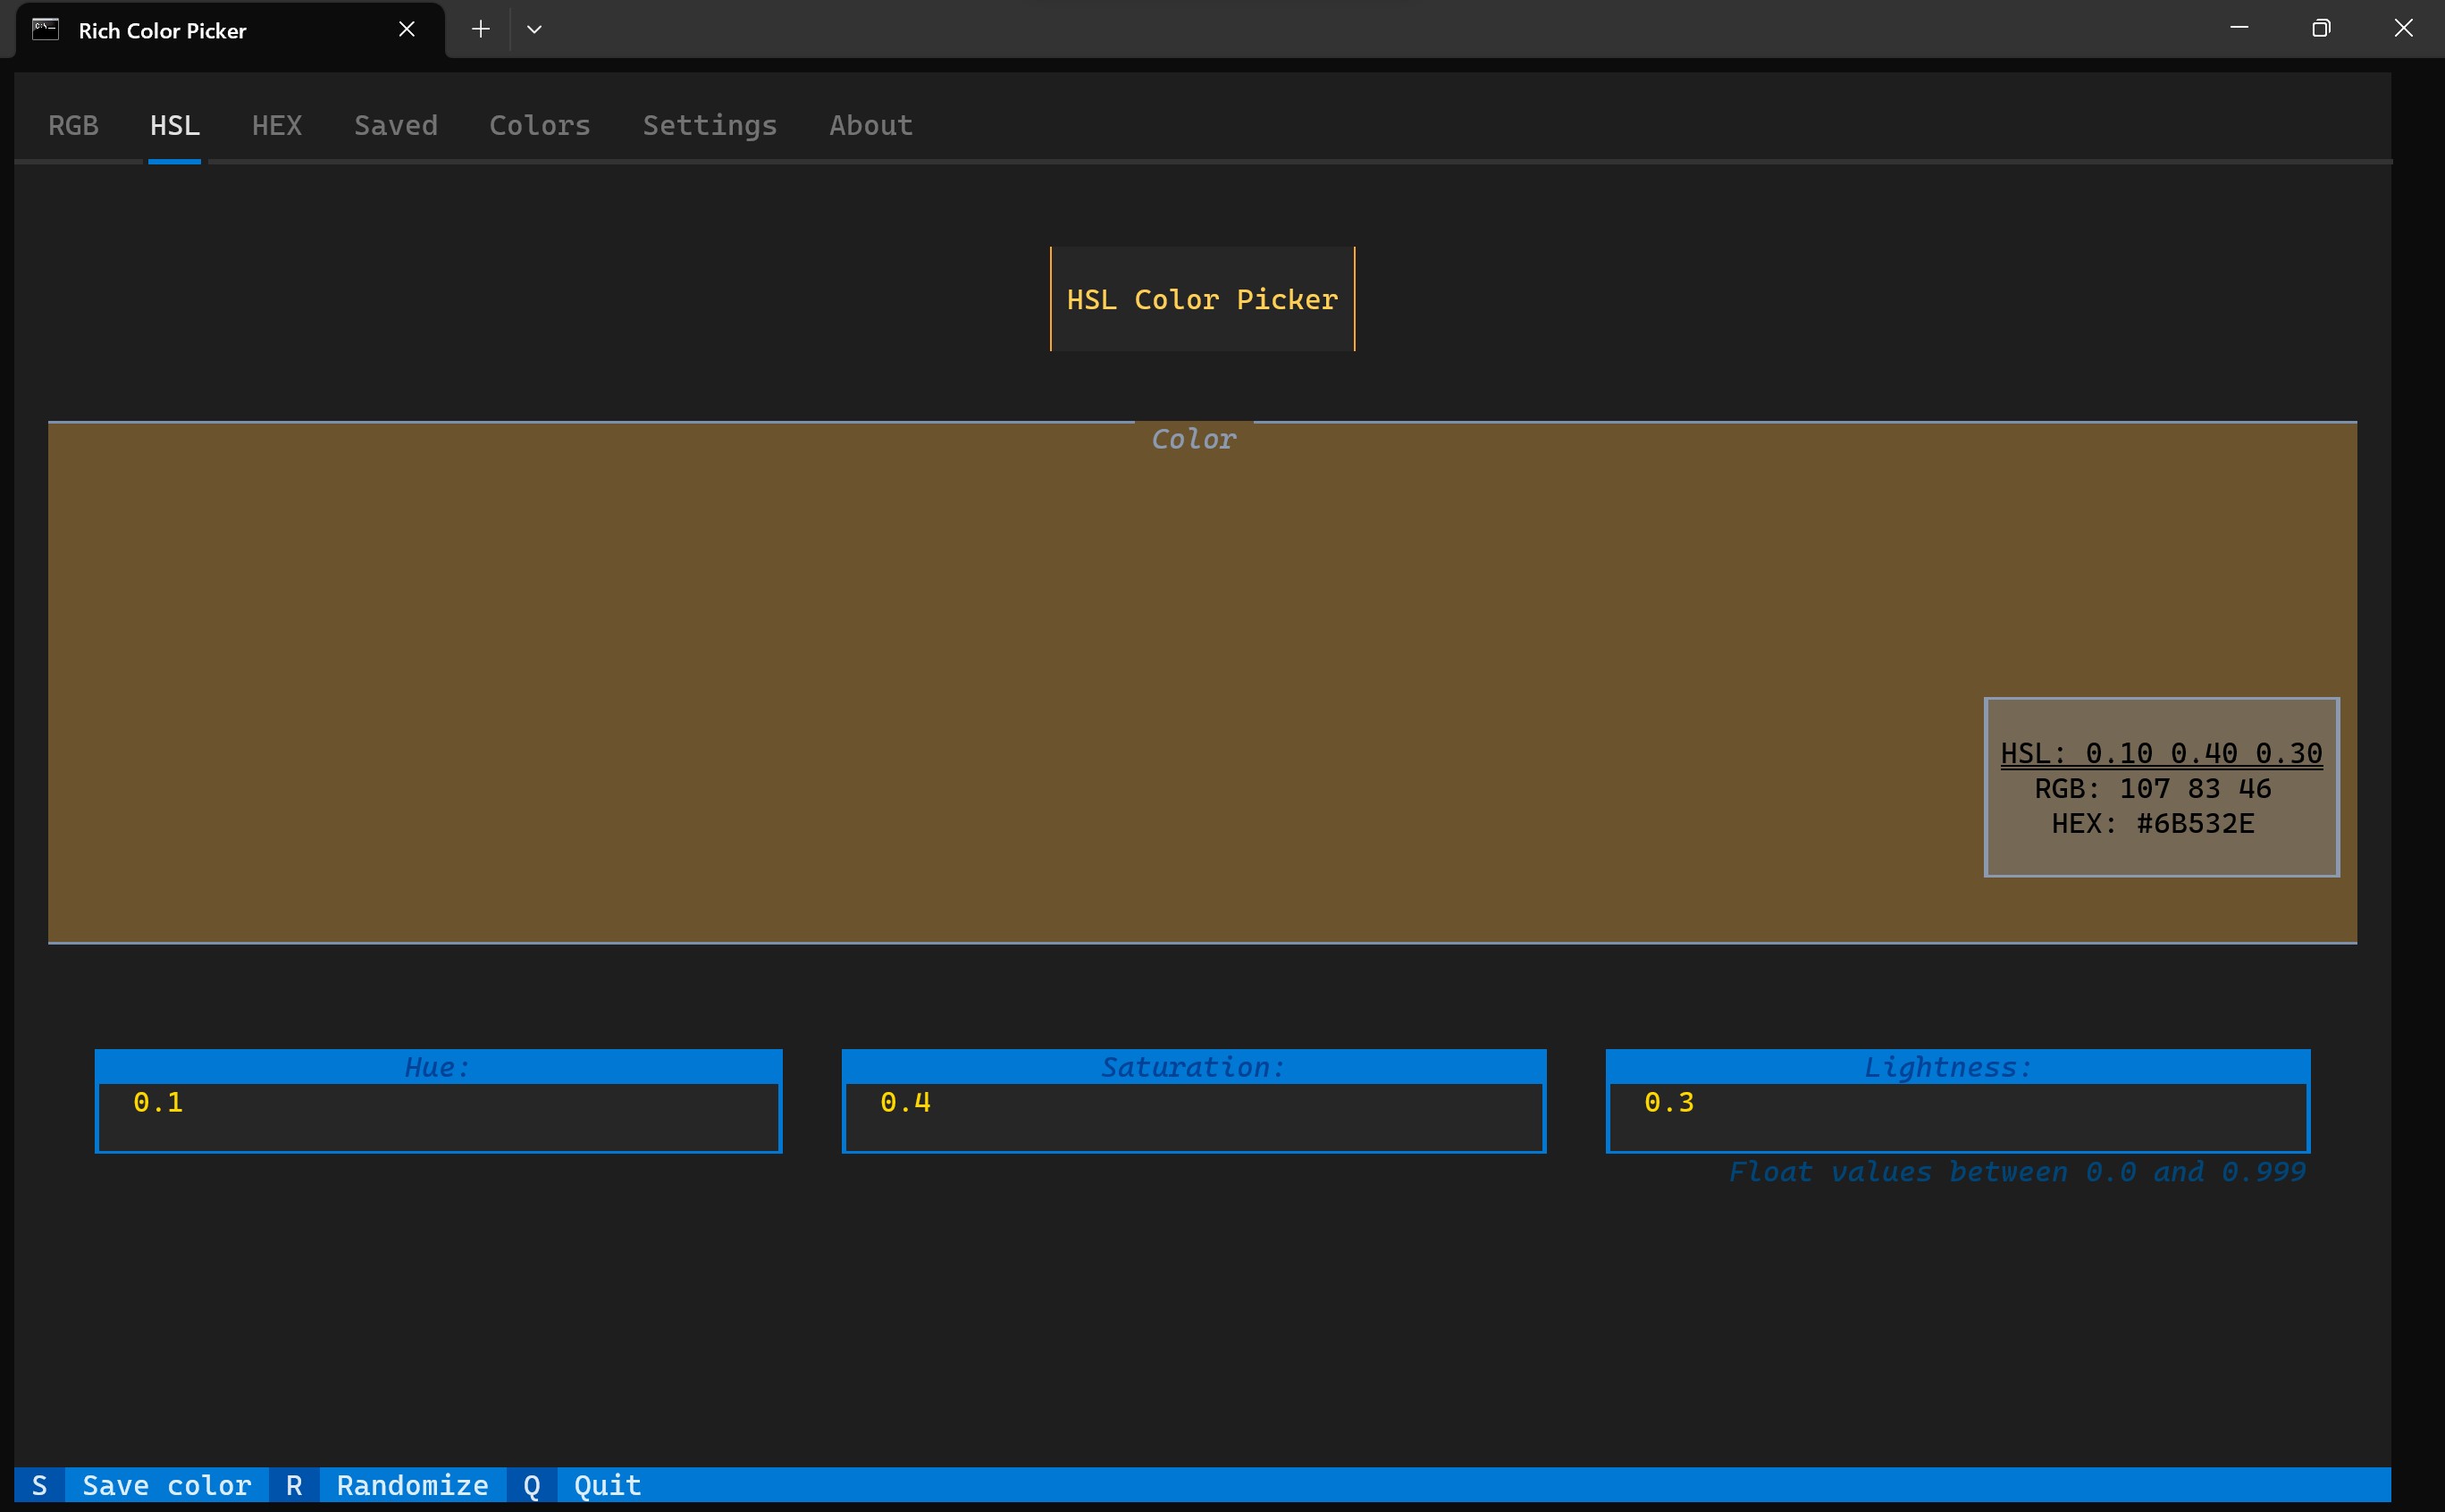 Rich Color Picker
RGB HSL HEX Saved Colors Settings About
HSL Color Picker
Color
HSL: 0.10 0.40 0.30
RGB: 107 83 46
HEX: #6B532E
Hue: Saturation: Lightness:
0.1 0.4 0.3
Float values between 0.0 and 0.999
S Save color R Randomize Q Quit